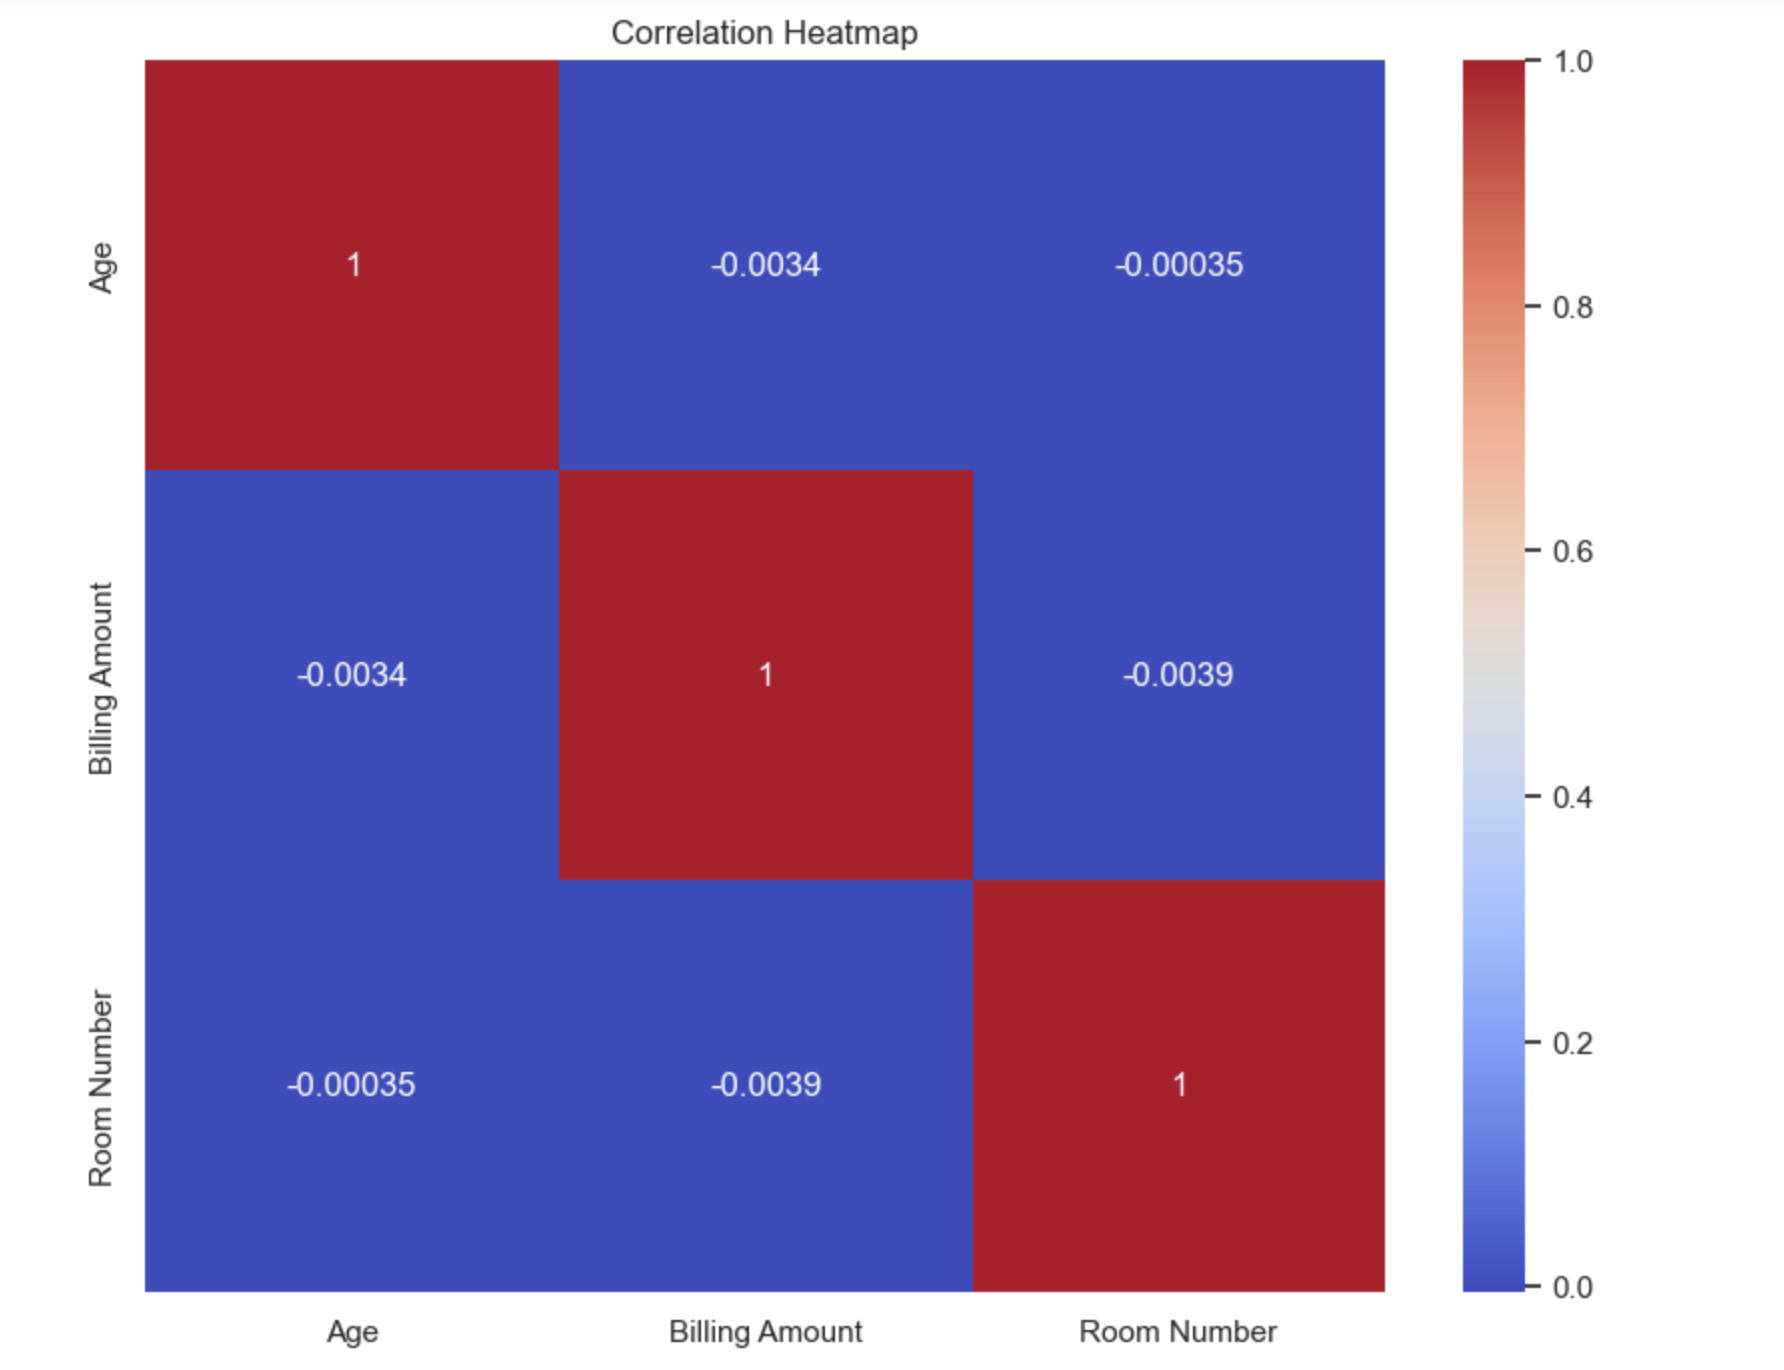 Correlation Heatmap
Age
1
-0.0034
-0.00035
Billing Amount
-0.0034
1
-0.0039
Room Number
-0.00035
-0.0039
1
Age
Billing Amount
Room Number
1.0
0.8
0.6
0.4
0.2
0.0